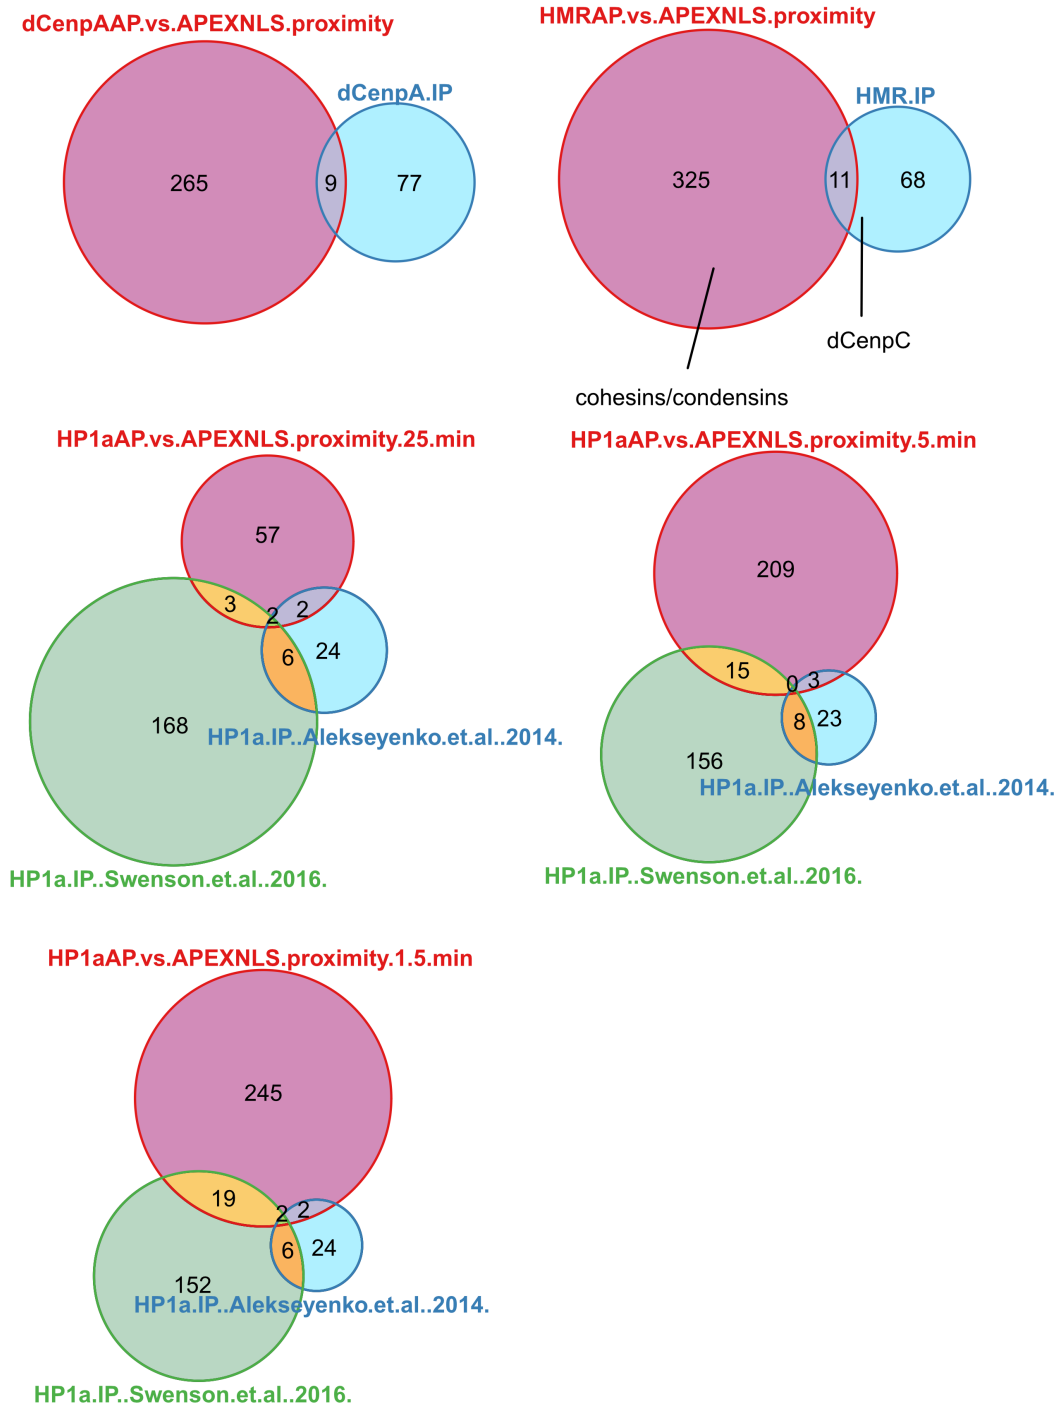 dCenpAAP.vs.APEXNLS.proximity
dCenpA.IP
265
9
77
HMRAP.vs.APEXNLS.proximity
HMR.IP
325
11
68
dCenpC
cohesins/condensins
HP1aAP.vs.APEXNLS.proximity.25.min
57
3
2
2
6
24
168
HP1a.IP..Alekseyenko.et.al..2014.
HP1a.IP..Swenson.et.al..2016.
HP1aAP.vs.APEXNLS.proximity.5.min
209
15
0
3
8
23
156
HP1a.IP..Alekseyenko.et.al..2014.
HP1a.IP..Swenson.et.al..2016.
HP1aAP.vs.APEXNLS.proximity.1.5.min
245
19
2
2
6
24
152
HP1a.IP..Alekseyenko.et.al..2014.
HP1a.IP..Swenson.et.al..2016.